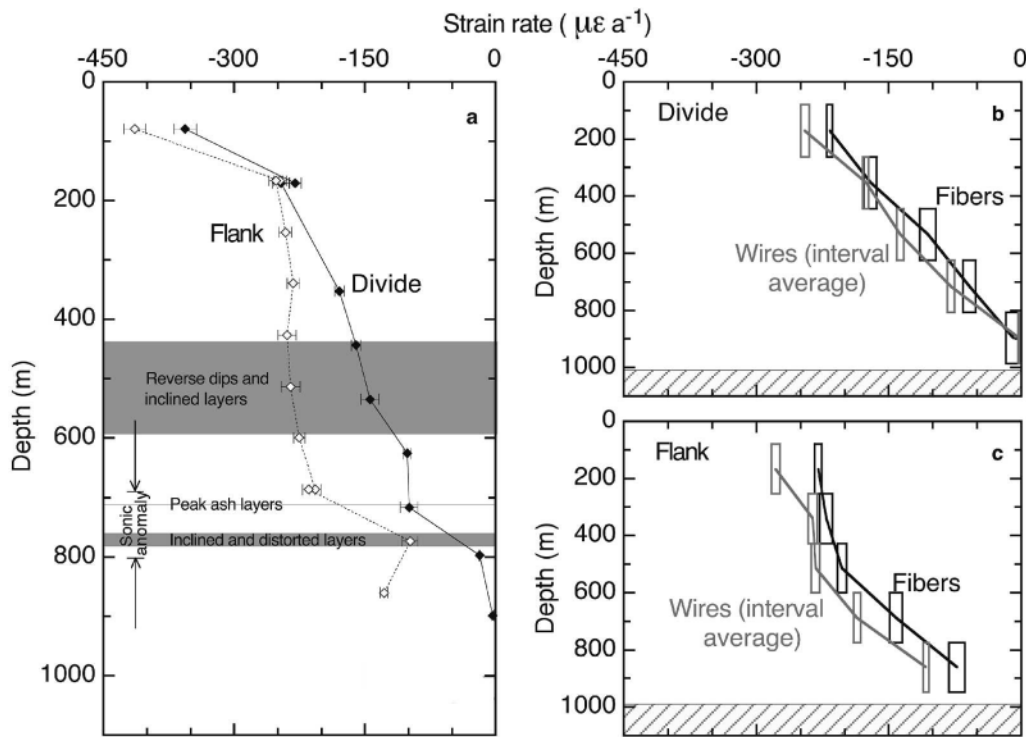 Strain rate ( με a⁻¹)
-450 -300 -150 0
0
200
400
600
800
1000
Depth (m)
a
Flank
Divide
Reverse dips and
inclined layers
Peak ash layers
Inclined and distorted layers
Sonic
anomaly
-450 -300 -150 0
0
200
400
600
800
1000
Depth (m)
Divide
b
Fibers
Wires (interval
average)
0
200
400
600
800
1000
Depth (m)
Flank
c
Fibers
Wires (interval
average)